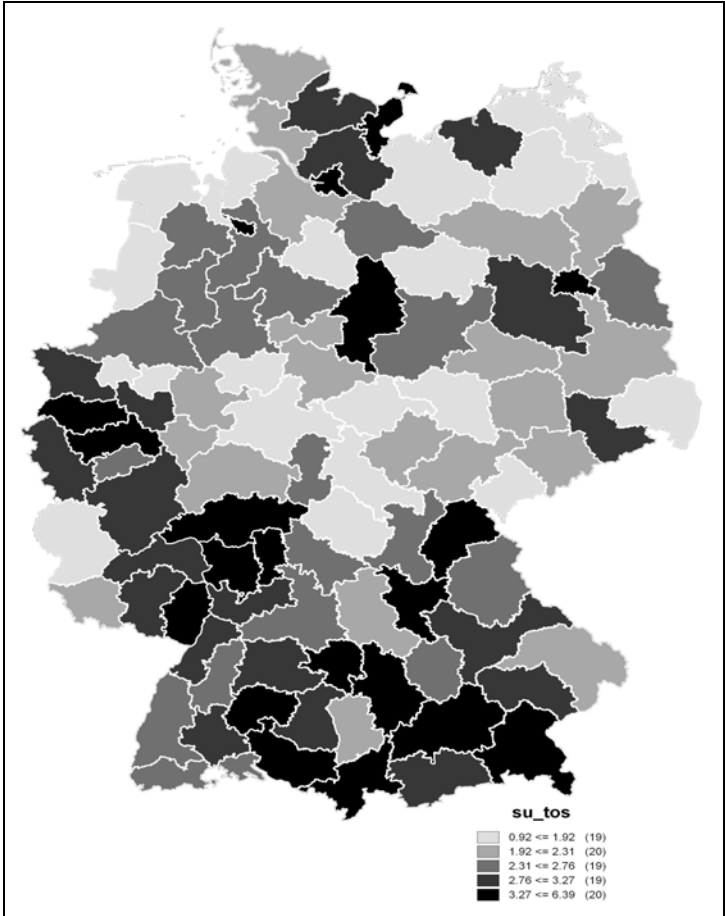 su_tos
0.92 <= 1.92 (19)
1.92 <= 2.31 (20)
2.31 <= 2.76 (19)
2.76 <= 3.27 (19)
3.27 <= 6.39 (20)